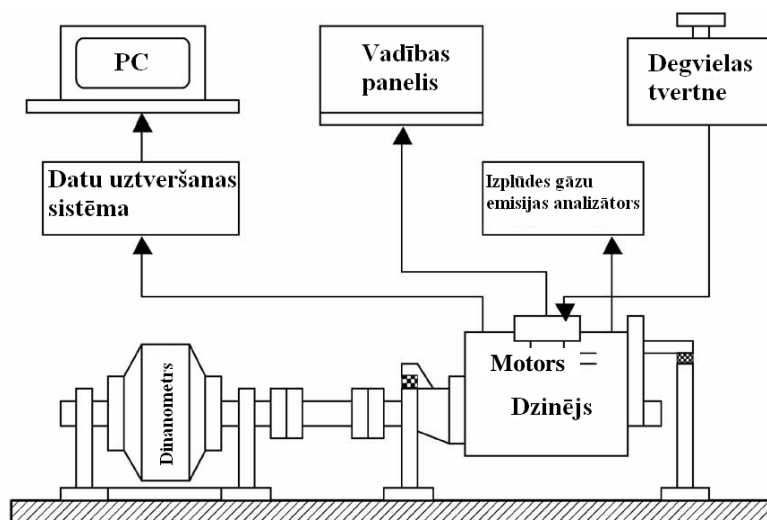 PC
Vadības
panelis
Degvielas
tvertne
Datu uztveršanas
sistēma
Izplūdes gāzu
emisijas analizātors
Motors
Dzinējs
Dinanometrs